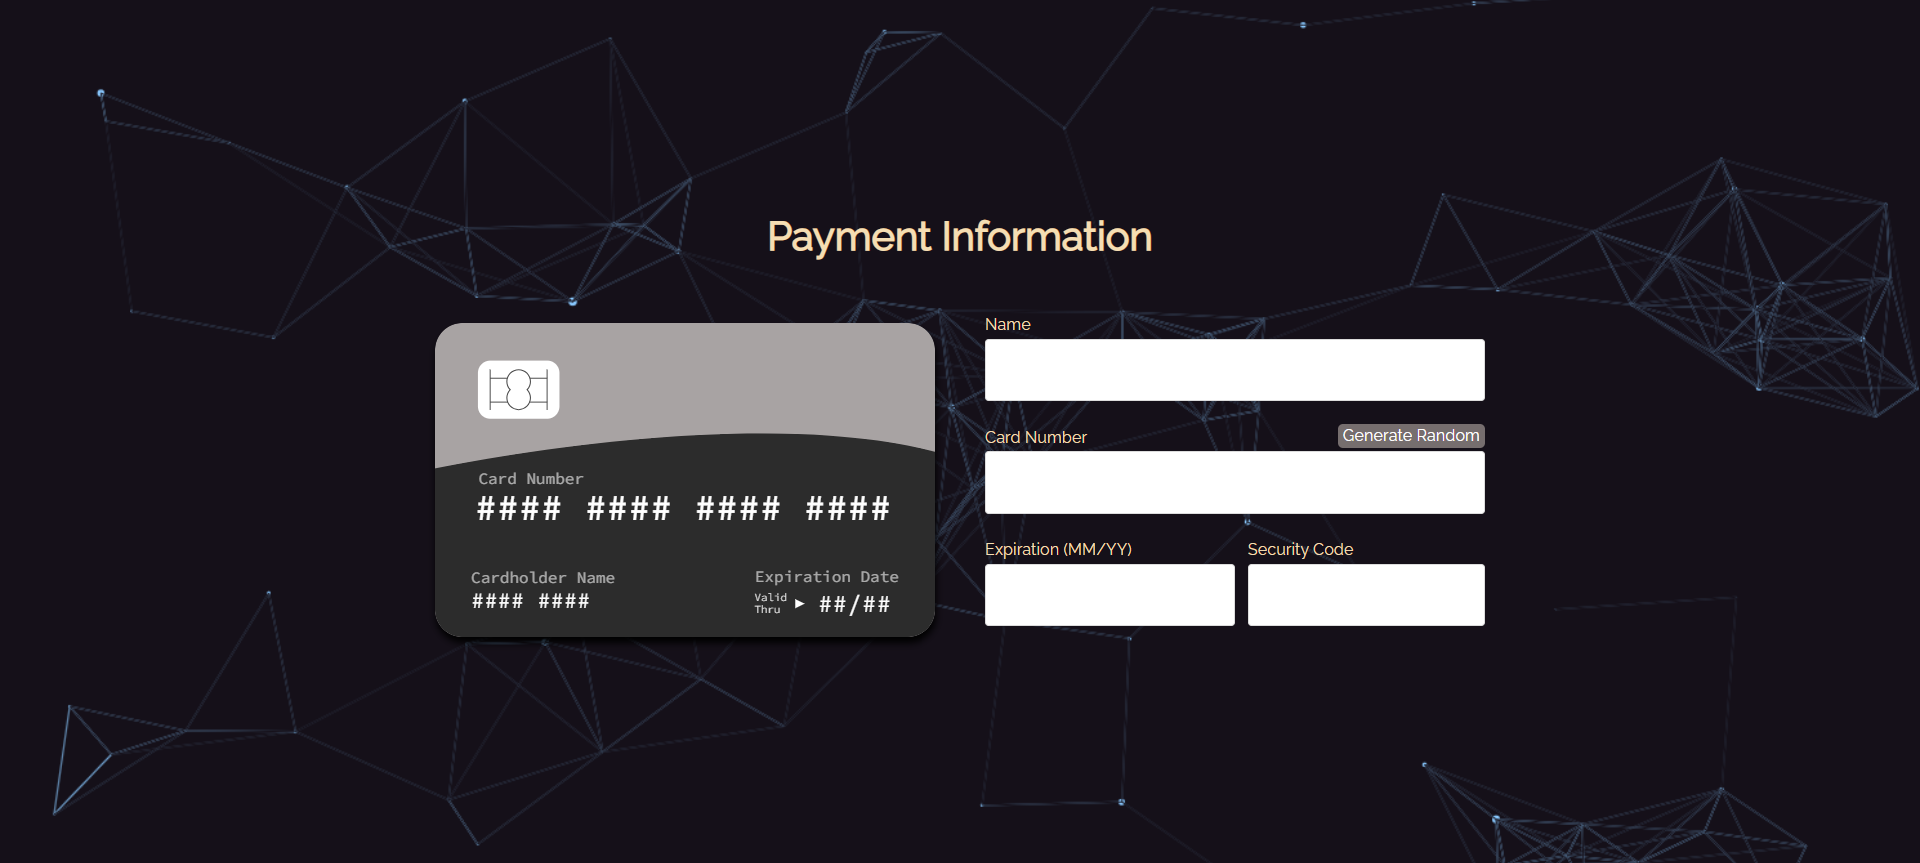 Payment Information
Card Number
#### #### #### ####
Cardholder Name
#### ####
Expiration Date
Valid
Thru
##/##
Name
Card Number
Generate Random
Expiration (MM/YY)
Security Code